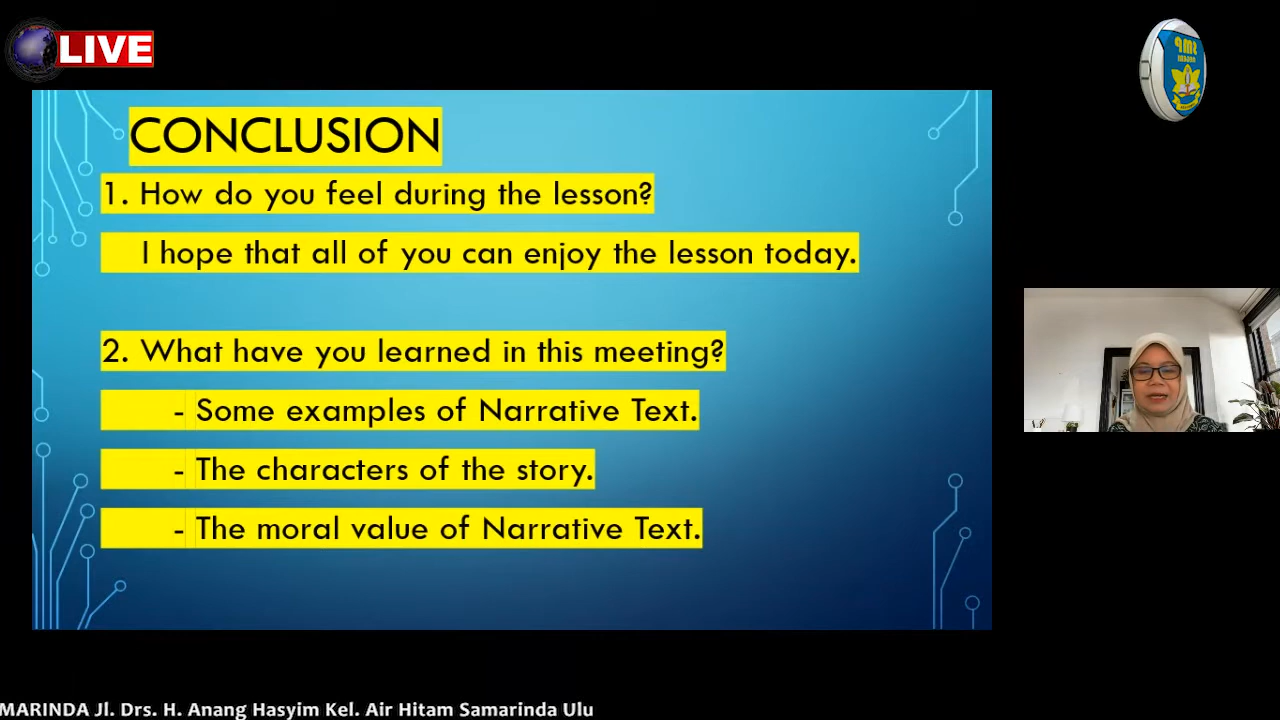 LIVE
SMP
CONCLUSION
1. How do you feel during the lesson?
I hope that all of you can enjoy the lesson today.
2. What have you learned in this meeting?
- Some examples of Narrative Text.
- The characters of the story.
- The moral value of Narrative Text.
MARINDA Jl. Drs. H. Anang Hasyim Kel. Air Hitam Samarinda Ulu